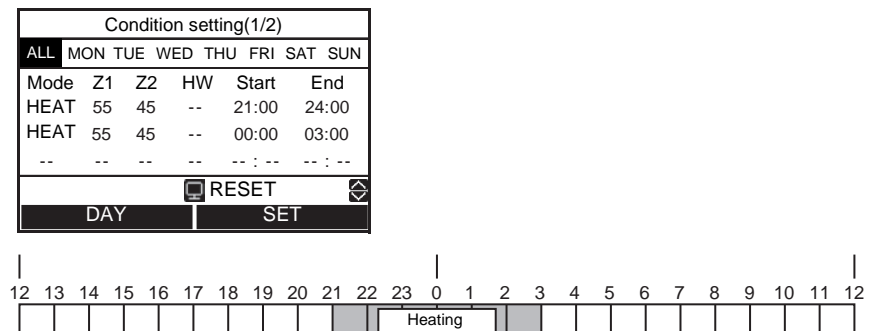 Condition setting(1/2)
ALL MON TUE WED THU FRI SAT SUN
Mode Z1 Z2 HW Start End
HEAT 55 45 -- 21:00 24:00
HEAT 55 45 -- 00:00 03:00
-- -- -- -- -- : -- -- : --
RESET
DAY SET
12 13 14 15 16 17 18 19 20 21 22 23 0 1 2 3 4 5 6 7 8 9 10 11 12
Heating